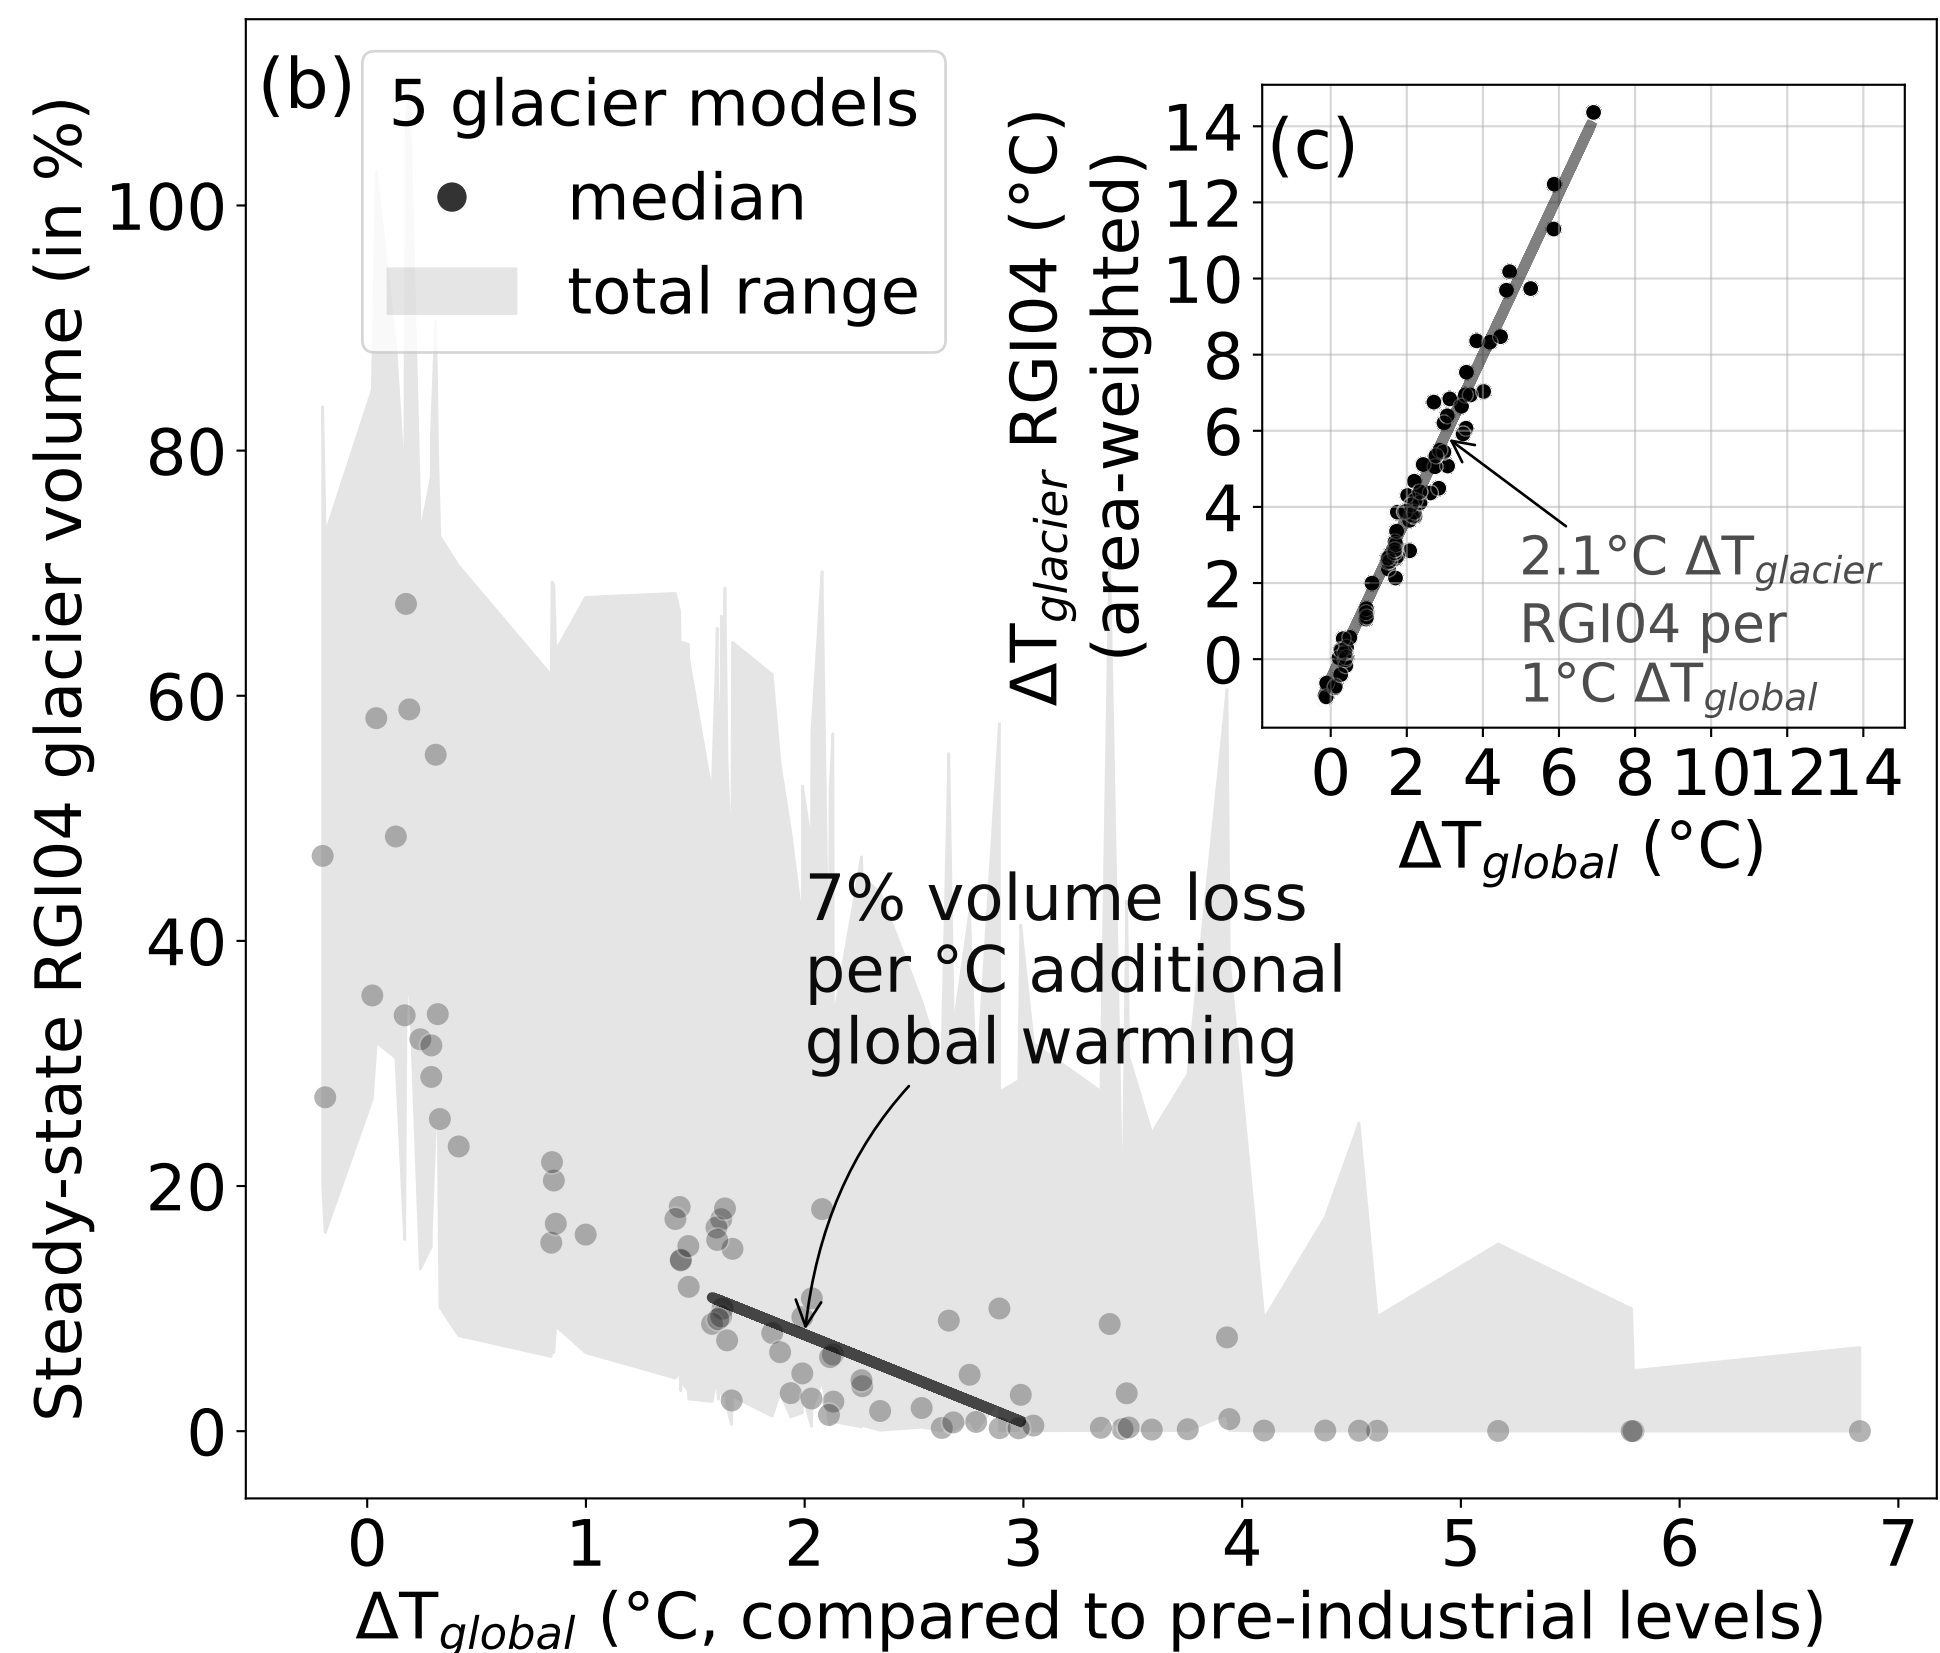 (b)
5 glacier models
median
total range
Steady-state RGI04 glacier volume (in %)
100
80
60
40
20
0
0 1 2 3 4 5 6 7
ΔTglobal (°C, compared to pre-industrial levels)
7% volume loss
per °C additional
global warming
(c)
ΔTglacier RGI04 (°C)
(area-weighted)
14
12
10
8
6
4
2
0
0 2 4 6 8 10 12 14
ΔTglobal (°C)
2.1°C ΔTglacier
RGI04 per
1°C ΔTglobal